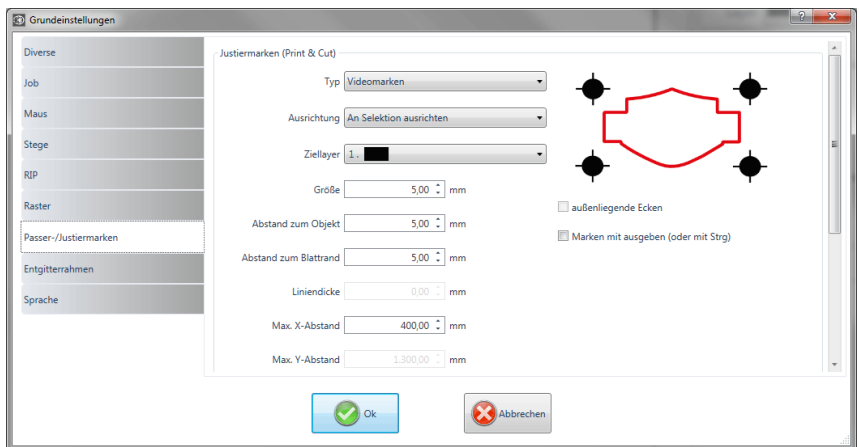 Grundeinstellungen
Diverse
Job
Maus
Stege
RIP
Raster
Passer-/Justiermarken
Entgitterrahmen
Sprache
Justiermarken (Print & Cut)
Typ Videomarken
Ausrichtung An Selektion ausrichten
Ziellayer 1.
Größe 5,00 mm
Abstand zum Objekt 5,00 mm
Abstand zum Blattrand 5,00 mm
Liniendicke 0,00 mm
Max. X-Abstand 400,00 mm
Max. Y-Abstand 1.300,00 mm
außenliegende Ecken
Marken mit ausgeben (oder mit Strg)
Ok
Abbrechen